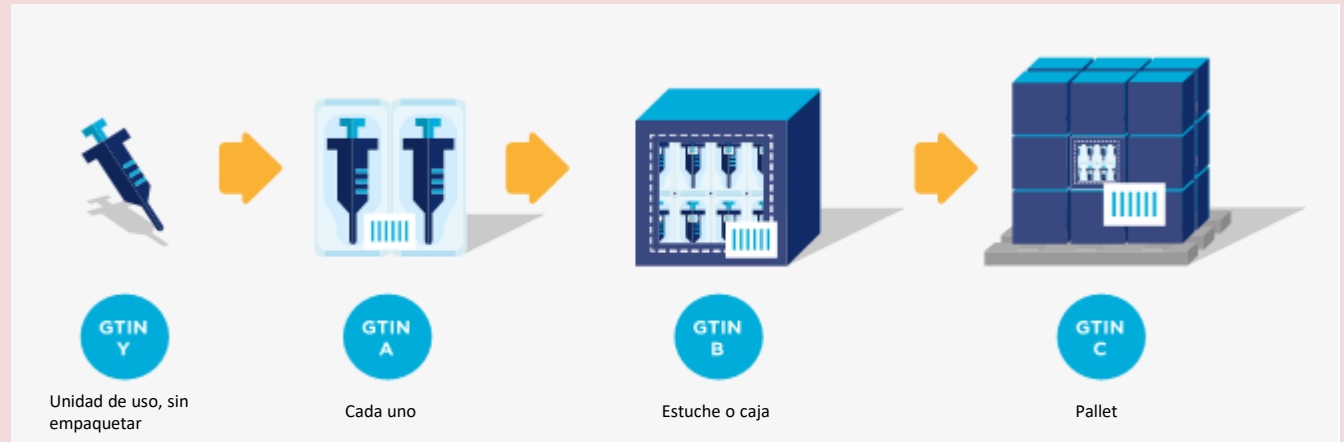 GTIN
Y
GTIN
A
GTIN
B
GTIN
C
Unidad de uso, sin
empaquetar
Cada uno
Estuche o caja
Pallet